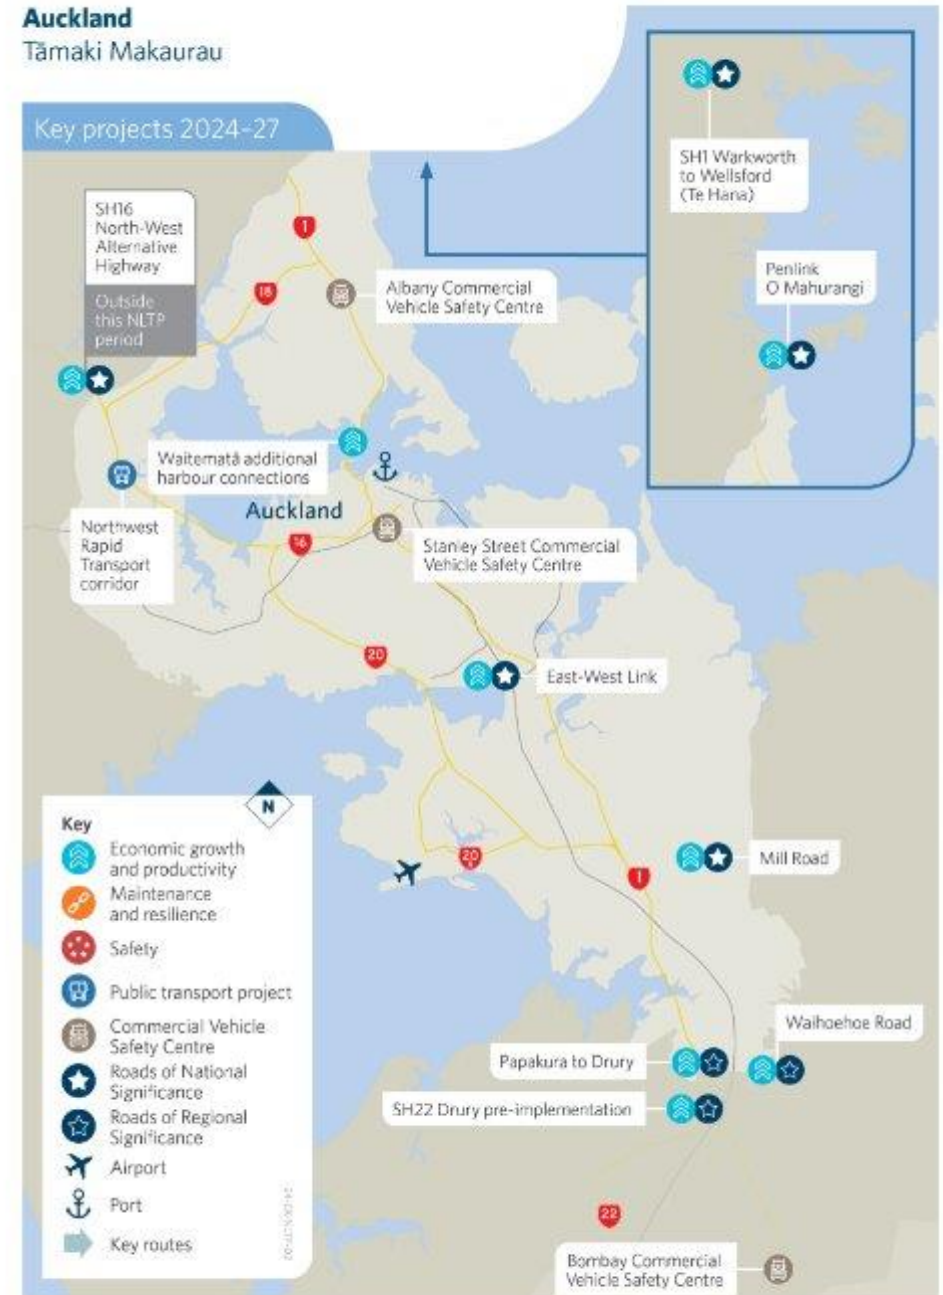 Auckland
Tāmaki Makaurau
Key projects 2024–27
SH1 Warkworth
to Wellsford
(Te Hana)
Penlink
O Mahurangi
SH16
North-West
Alternative
Highway
Outside
this NLTP
period
1
18
Albany Commercial
Vehicle Safety Centre
Waitematā additional
harbour connections
Auckland
Northwest
Rapid
Transport
corridor
16
Stanley Street Commercial
Vehicle Safety Centre
20
East-West Link
20
1
Mill Road
Waihoehoe Road
Papakura to Drury
SH22 Drury pre-implementation
22
Bombay Commercial
Vehicle Safety Centre
N
Key
Economic growth
and productivity
Maintenance
and resilience
Safety
Public transport project
Commercial Vehicle
Safety Centre
Roads of National
Significance
Roads of Regional
Significance
Airport
Port
Key routes